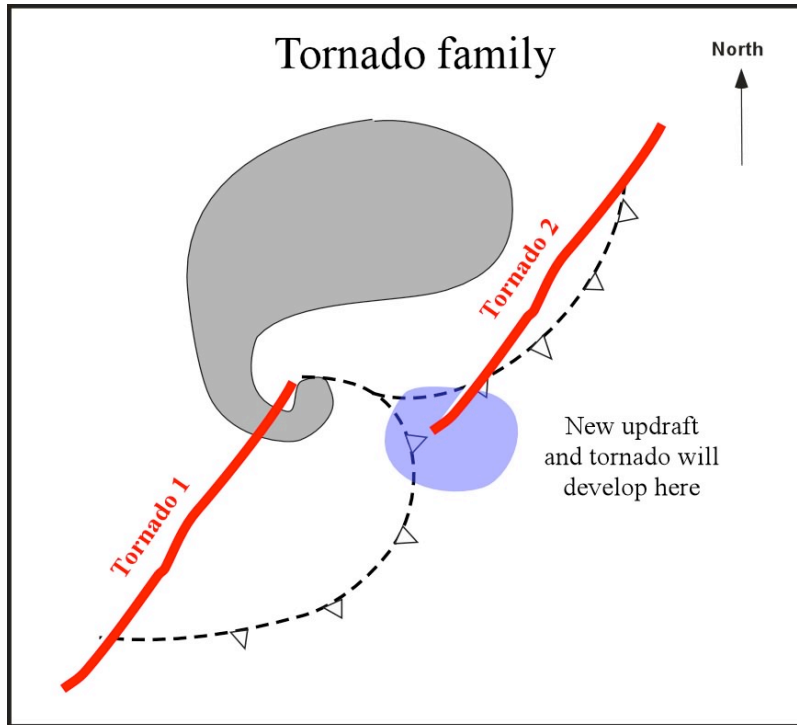 Tornado family
North
Tornado 2
New updraft
and tornado will
develop here
Tornado 1